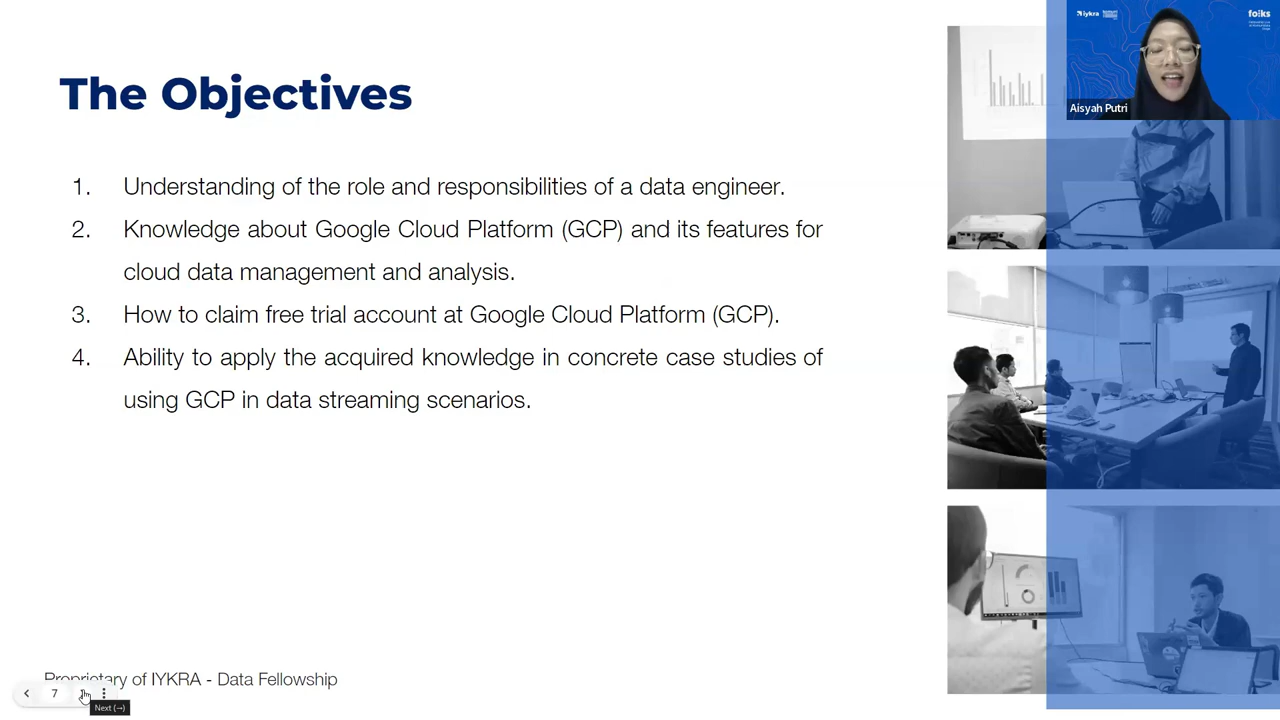 The Objectives
1. Understanding of the role and responsibilities of a data engineer.
2. Knowledge about Google Cloud Platform (GCP) and its features for
cloud data management and analysis.
3. How to claim free trial account at Google Cloud Platform (GCP).
4. Ability to apply the acquired knowledge in concrete case studies of
using GCP in data streaming scenarios.
iykra
folks
Aisyah Putri
Proprietary of IYKRA - Data Fellowship
7
Next (→)